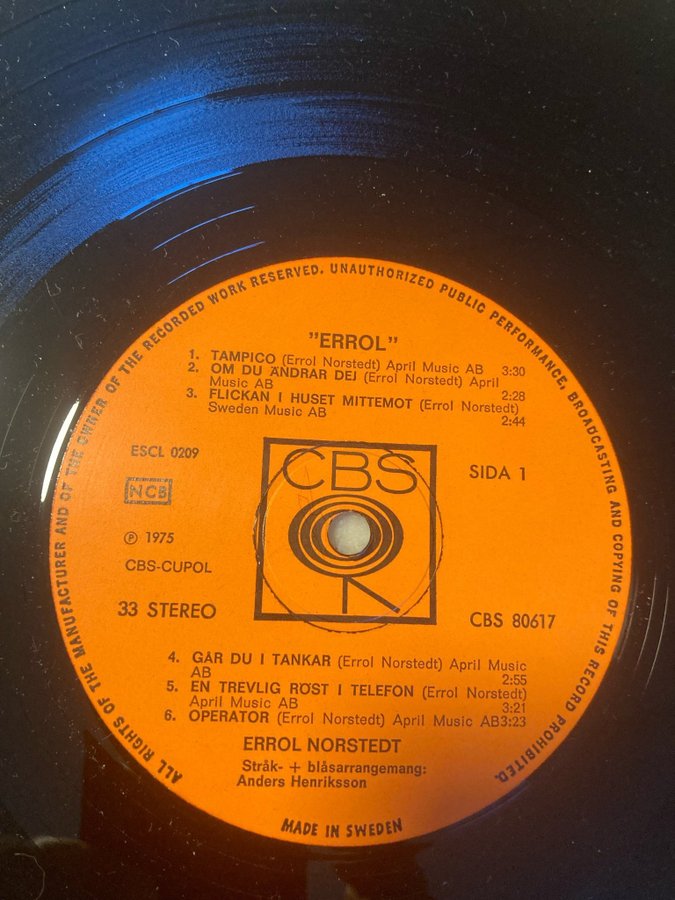 ALL RIGHTS OF THE MANUFACTURER AND OF THE OWNER OF THE RECORDED WORK RESERVED. UNAUTHORIZED PUBLIC PERFORMANCE, BROADCASTING AND COPYING OF THIS RECORD PROHIBITED.
"ERROL"
1. TAMPICO (Errol Norstedt) April Music AB 3:30
2. OM DU ÄNDRAR DEJ (Errol Norstedt) April
Music AB 2:28
3. FLICKAN I HUSET MITTEMOT (Errol Norstedt)
Sweden Music AB
2:44
ESCL 0209
NCB
℗ 1975
CBS-CUPOL
33 STEREO
CBS
SIDA 1
CBS 80617
4. GÅR DU I TANKAR (Errol Norstedt) April Music
AB 2:55
5. EN TREVLIG RÖST I TELEFON (Errol Norstedt)
April Music AB 3:21
6. OPERATOR (Errol Norstedt) April Music AB3:23
ERROL NORSTEDT
Stråk- + blåsarrangemang:
Anders Henriksson
MADE IN SWEDEN